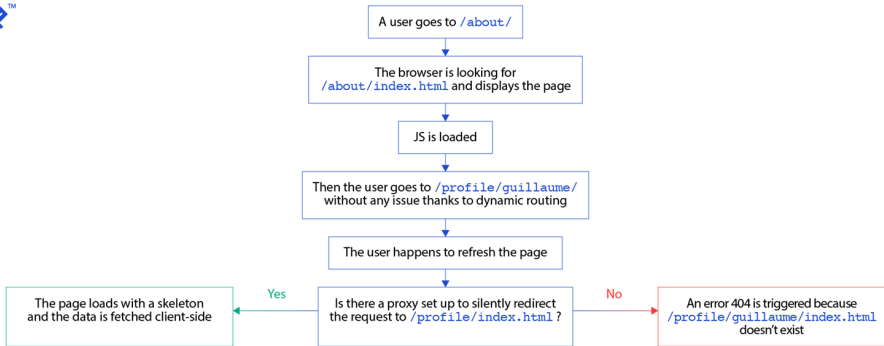 TM
A user goes to /about/
The browser is looking for
/about/index.html and displays the page
JS is loaded
Then the user goes to /profile/guillaume/
without any issue thanks to dynamic routing
The user happens to refresh the page
The page loads with a skeleton
and the data is fetched client-side
Yes
Is there a proxy set up to silently redirect
the request to /profile/index.html ?
No
An error 404 is triggered because
/profile/guillaume/index.html
doesn't exist